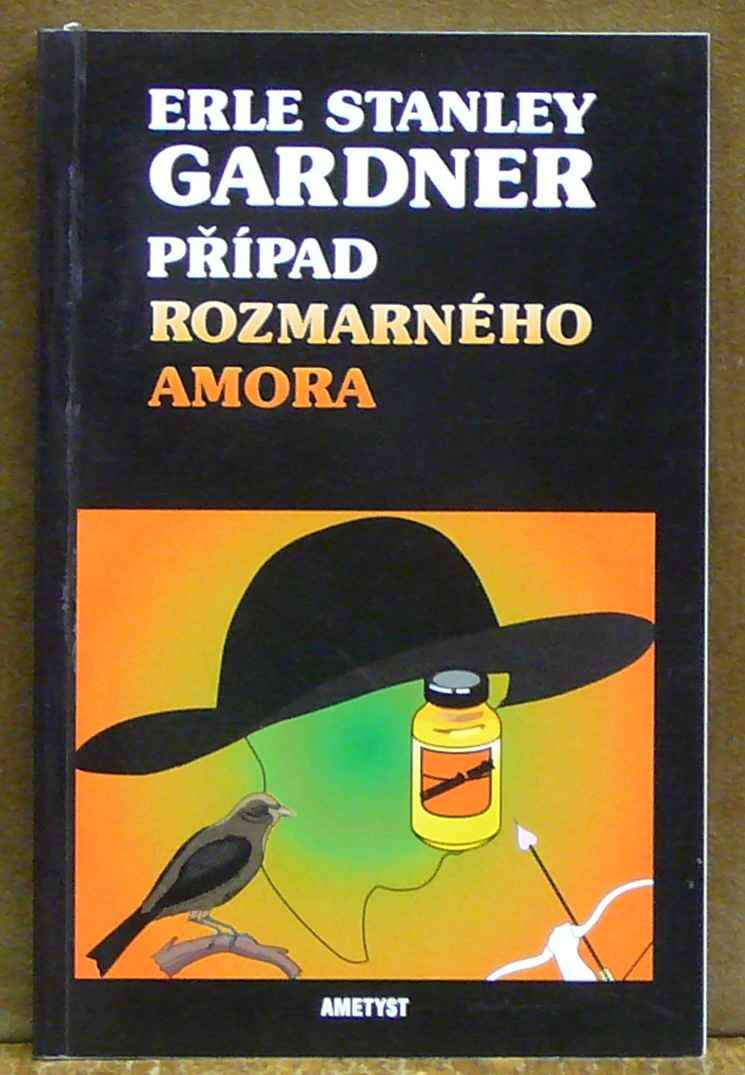 ERLE STANLEY
GARDNER
PŘÍPAD
ROZMARNÉHO
AMORA
AMETYST